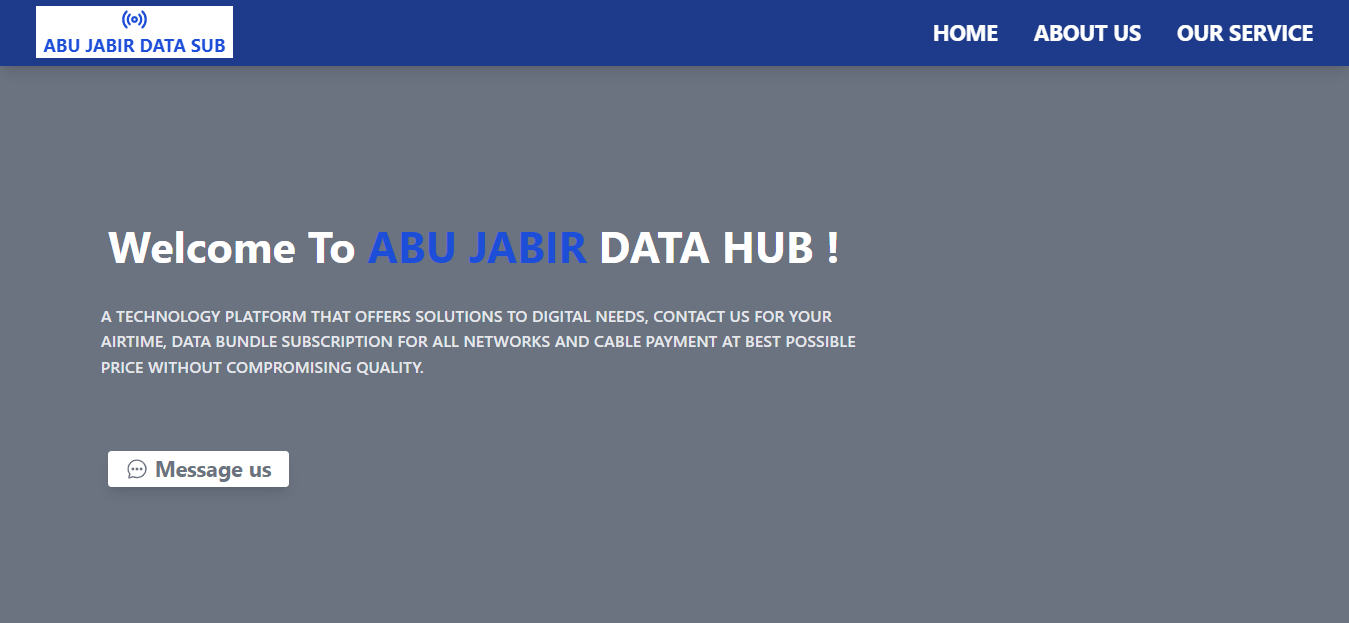 ABU JABIR DATA SUB
HOME ABOUT US OUR SERVICE
Welcome To ABU JABIR DATA HUB !
A TECHNOLOGY PLATFORM THAT OFFERS SOLUTIONS TO DIGITAL NEEDS, CONTACT US FOR YOUR
AIRTIME, DATA BUNDLE SUBSCRIPTION FOR ALL NETWORKS AND CABLE PAYMENT AT BEST POSSIBLE
PRICE WITHOUT COMPROMISING QUALITY.
Message us